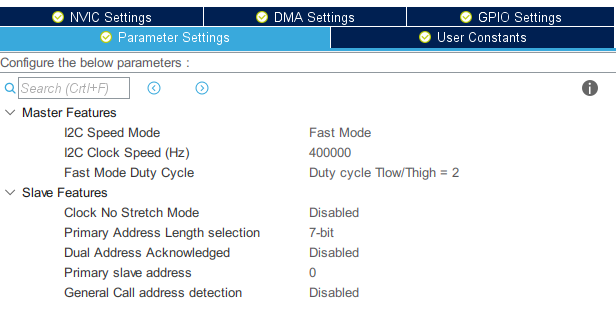 NVIC Settings DMA Settings GPIO Settings
Parameter Settings User Constants
Configure the below parameters :
Search (Crtl+F)
Master Features
I2C Speed Mode Fast Mode
I2C Clock Speed (Hz) 400000
Fast Mode Duty Cycle Duty cycle Tlow/Thigh = 2
Slave Features
Clock No Stretch Mode Disabled
Primary Address Length selection 7-bit
Dual Address Acknowledged Disabled
Primary slave address 0
General Call address detection Disabled